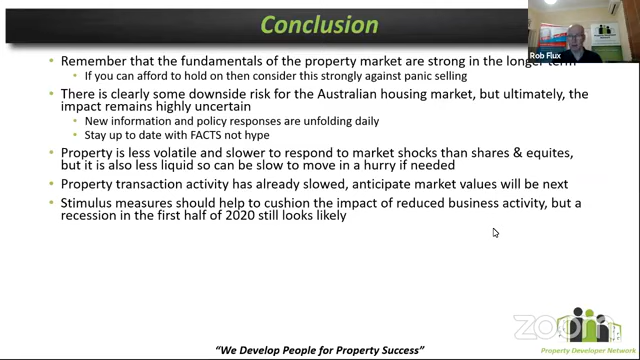 Conclusion
Rob Flux
• Remember that the fundamentals of the property market are strong in the longer term
• If you can afford to hold on then consider this strongly against panic selling
• There is clearly some downside risk for the Australian housing market, but ultimately, the
impact remains highly uncertain
• New information and policy responses are unfolding daily
• Stay up to date with FACTS not hype
• Property is less volatile and slower to respond to market shocks than shares & equites,
but it is also less liquid so can be slow to move in a hurry if needed
• Property transaction activity has already slowed, anticipate market values will be next
• Stimulus measures should help to cushion the impact of reduced business activity, but a
recession in the first half of 2020 still looks likely
zoom
Property Developer Network
“We Develop People for Property Success”